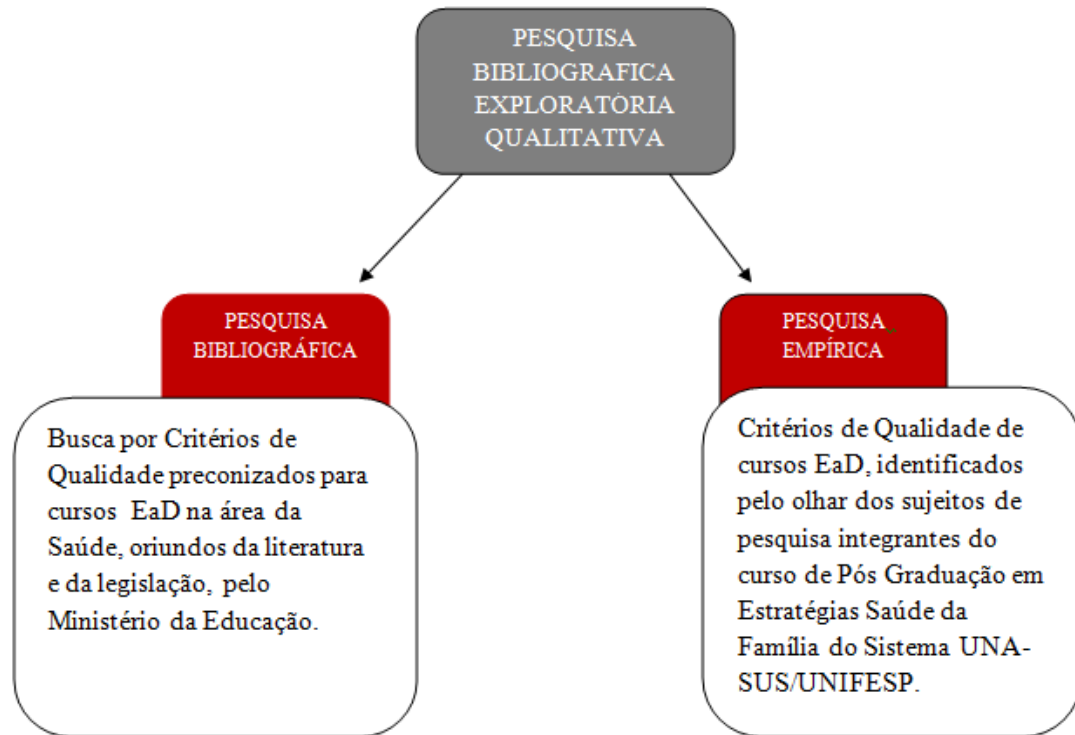 PESQUISA
BIBLIOGRAFICA
EXPLORATÓRIA
QUALITATIVA
PESQUISA
BIBLIOGRÁFICA
Busca por Critérios de
Qualidade preconizados para
cursos EaD na área da
Saúde, oriundos da literatura
e da legislação, pelo
Ministério da Educação.
PESQUISA
EMPÍRICA
Critérios de Qualidade de
cursos EaD, identificados
pelo olhar dos sujeitos de
pesquisa integrantes do
curso de Pós Graduação em
Estratégias Saúde da
Família do Sistema UNA-
SUS/UNIFESP.